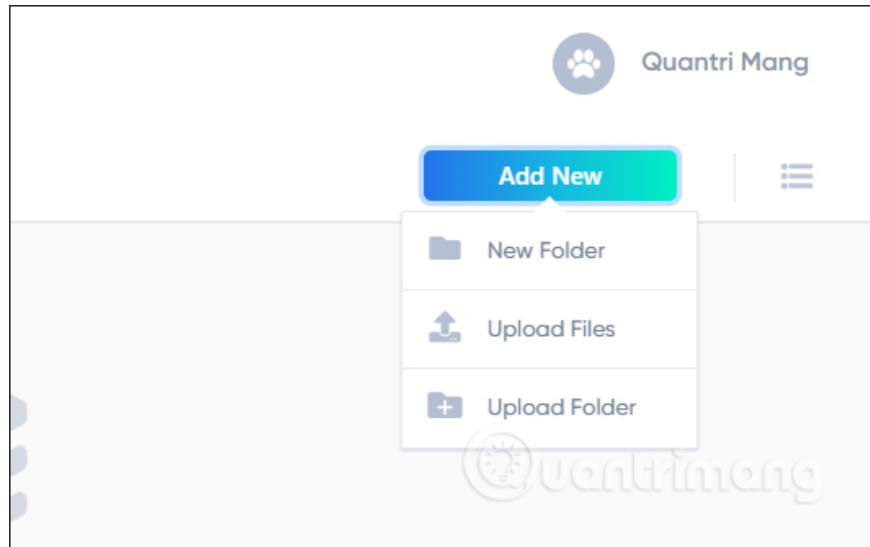 Quantri Mang
Add New
New Folder
Upload Files
Upload Folder
Quantrimang